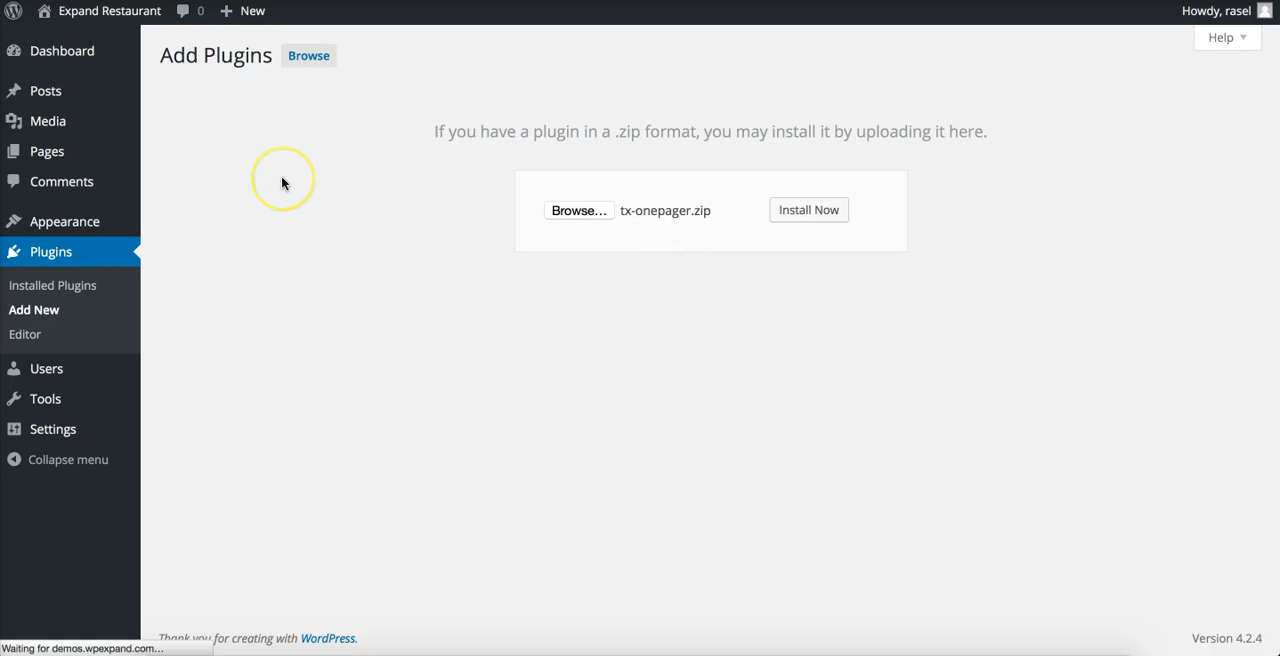 Expand Restaurant 0 New Howdy, rasel
Help
Add Plugins Browse
Dashboard
Posts
Media
Pages
Comments
Appearance
Plugins
Installed Plugins
Add New
Editor
Users
Tools
Settings
Collapse menu
If you have a plugin in a .zip format, you may install it by uploading it here.
Browse... tx-onepager.zip Install Now
Thank you for creating with WordPress. Version 4.2.4
Waiting for demos.wpexpand.com...